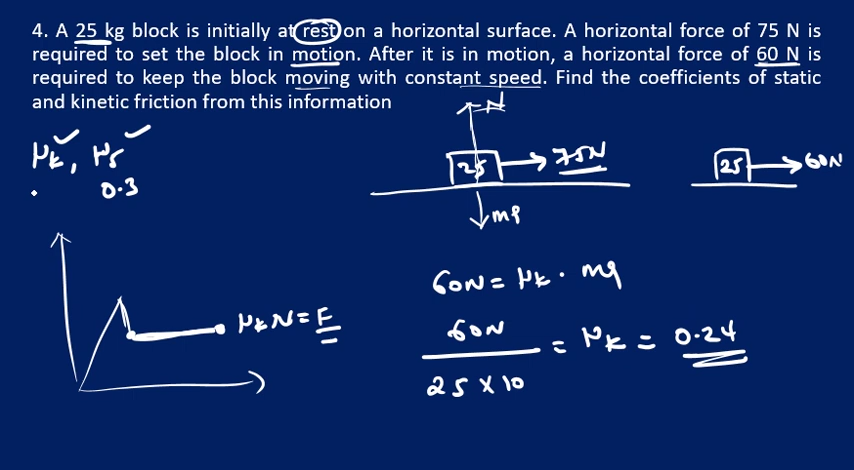 4. A 25 kg block is initially at rest on a horizontal surface. A horizontal force of 75 N is
required to set the block in motion. After it is in motion, a horizontal force of 60 N is
required to keep the block moving with constant speed. Find the coefficients of static
and kinetic friction from this information
N
μk, μs
0.3
25 75N
25 60N
mg
60N = μk · mg
μkN = F
60N / 25 × 10 = μk = 0.24